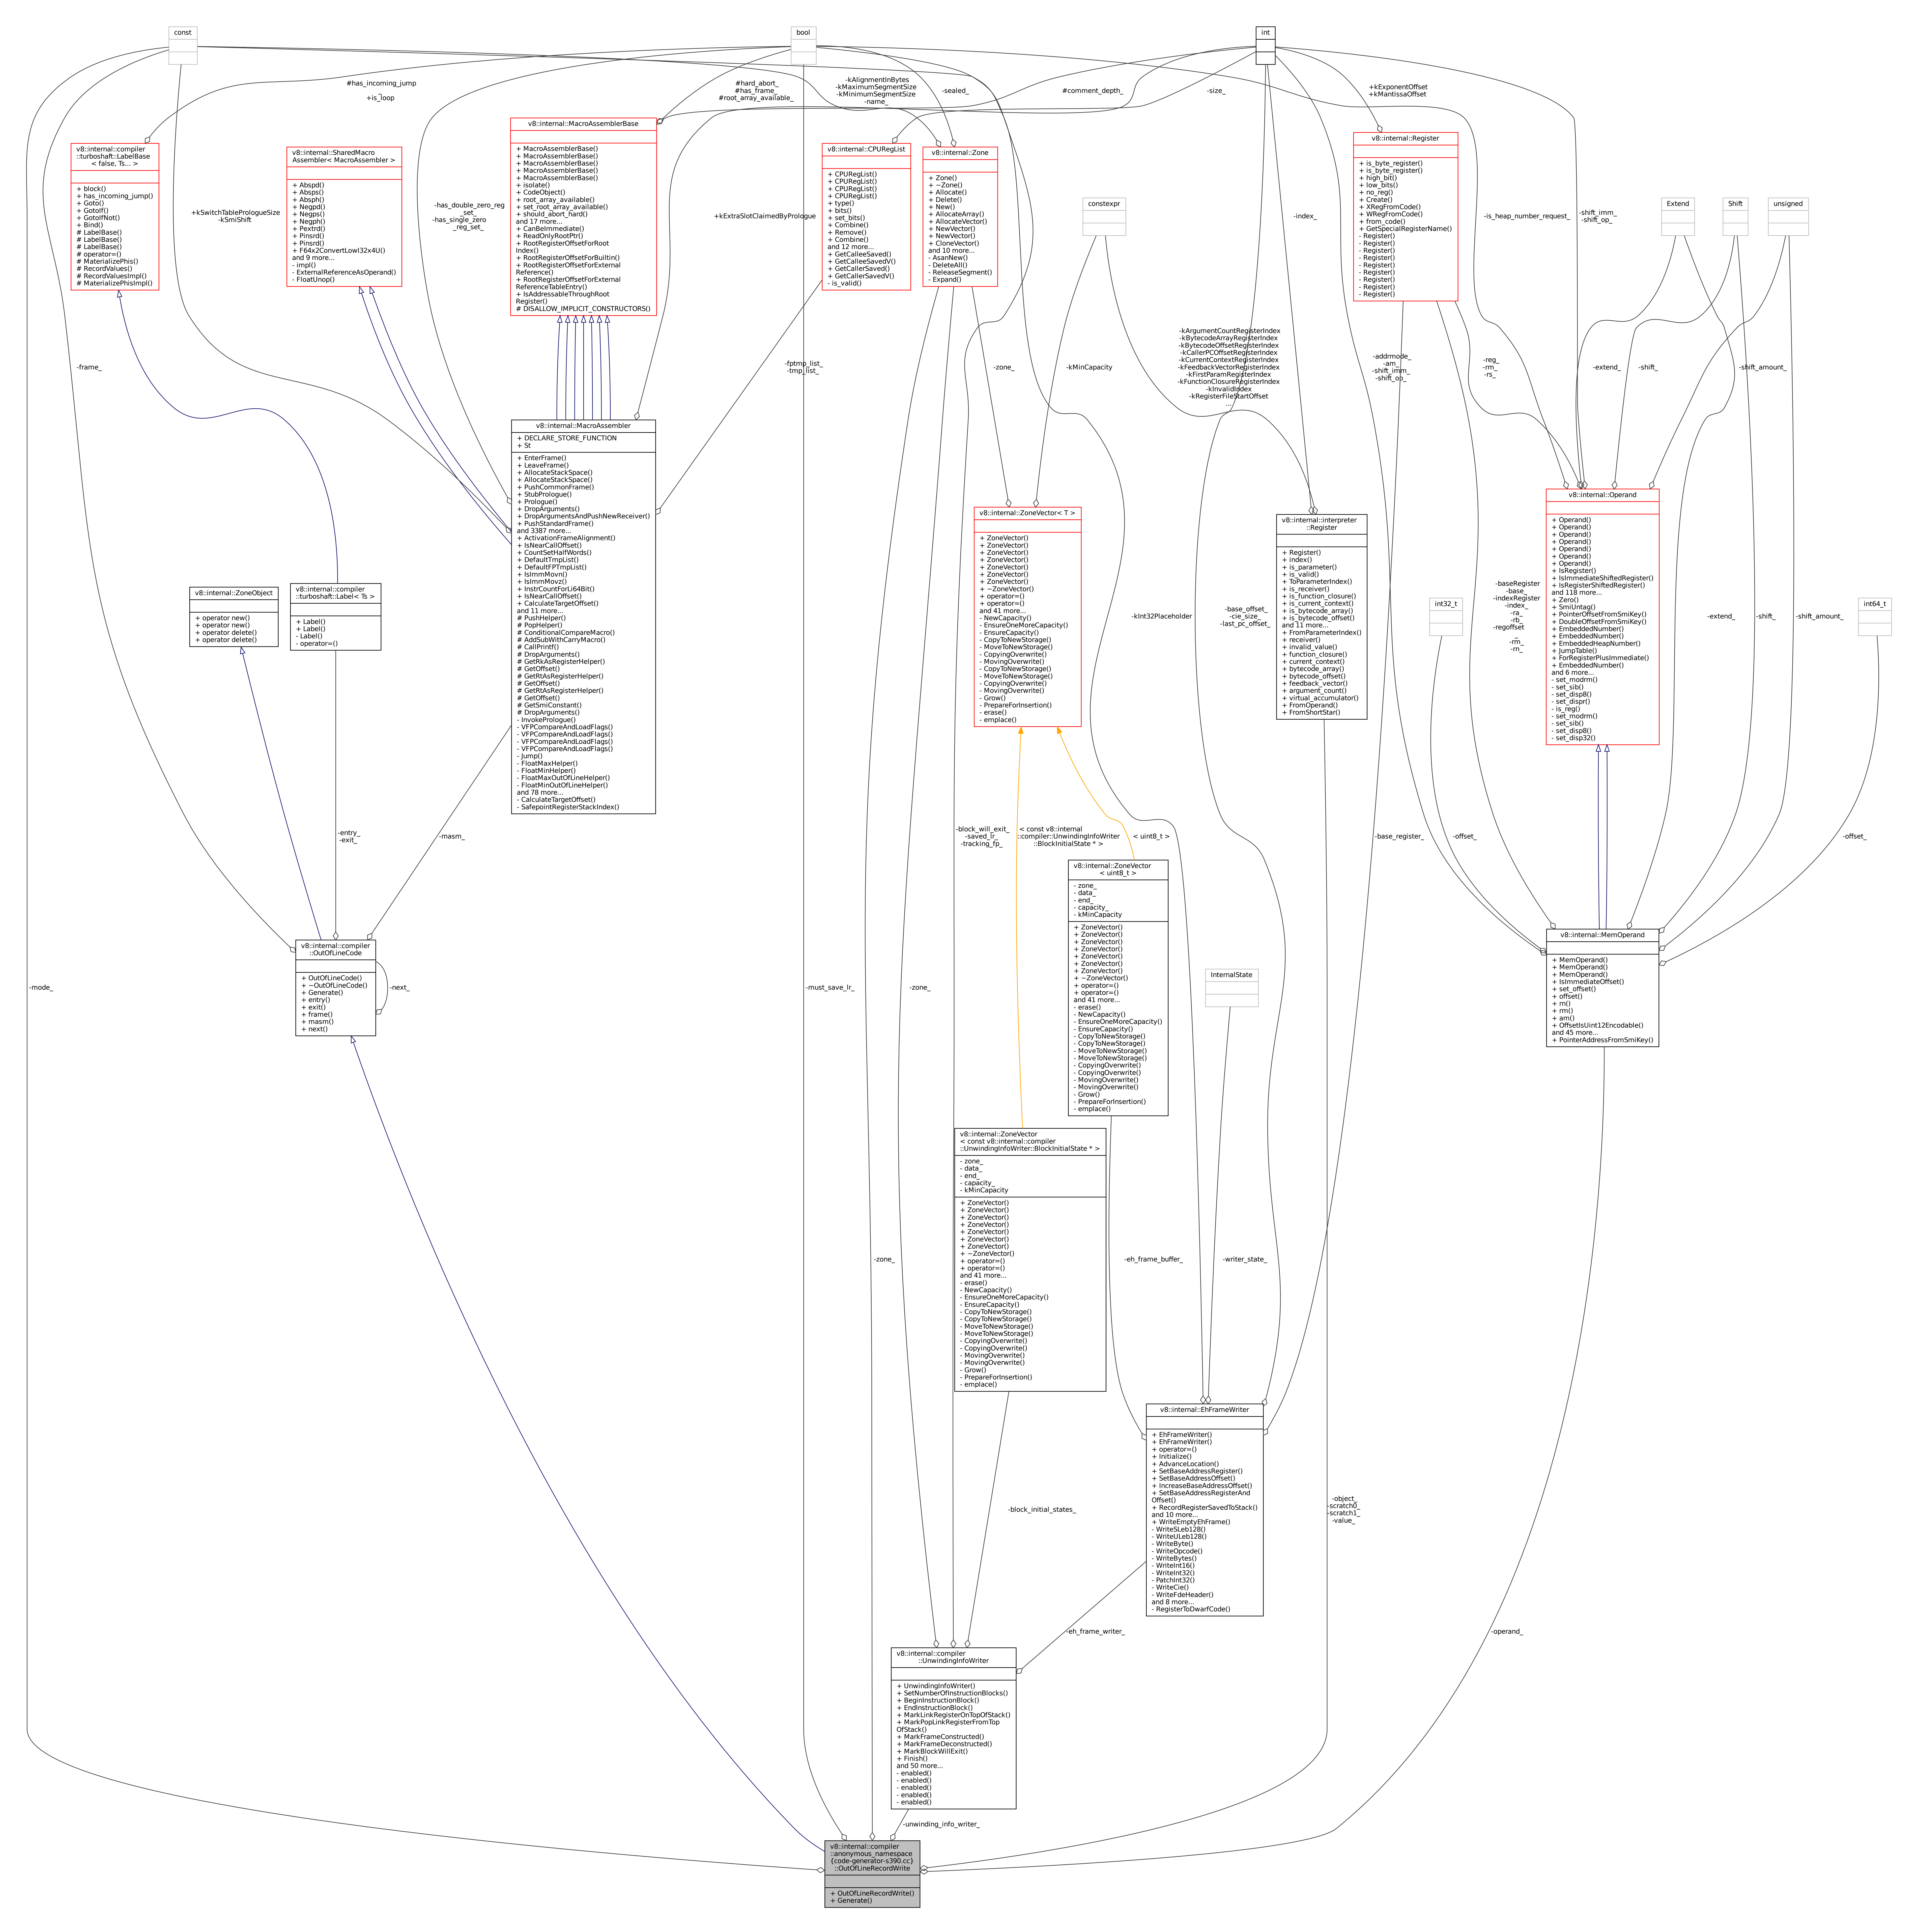 const
bool
int
#has_incoming_jump
_
+is_loop
#hard_abort_
#has_frame_
#root_array_available_
-kAlignmentInBytes
-kMaximumSegmentSize
-kMinimumSegmentSize
-name_
-sealed_
#comment_depth_
-size_
+kExponentOffset
+kMantissaOffset
v8::internal::compiler
::turboshaft::LabelBase
< false, Ts... >
+ block()
+ has_incoming_jump()
+ Goto()
+ GotoIf()
+ GotoIfNot()
+ Bind()
# LabelBase()
# LabelBase()
# LabelBase()
# operator=()
# MaterializePhis()
# RecordValues()
# RecordValuesImpl()
# MaterializePhisImpl()
v8::internal::SharedMacro
Assembler< MacroAssembler >
+ Abspd()
+ Absps()
+ Absph()
+ Negpd()
+ Negps()
+ Negph()
+ Pextrd()
+ Pinsrd()
+ Pinsrd()
+ F64x2ConvertLowI32x4U()
and 9 more...
- impl()
- ExternalReferenceAsOperand()
- FloatUnop()
v8::internal::MacroAssemblerBase
+ MacroAssemblerBase()
+ MacroAssemblerBase()
+ MacroAssemblerBase()
+ MacroAssemblerBase()
+ MacroAssemblerBase()
+ isolate()
+ CodeObject()
+ root_array_available()
+ set_root_array_available()
+ should_abort_hard()
and 17 more...
+ CanBeImmediate()
+ ReadOnlyRootPtr()
+ RootRegisterOffsetForRoot
Index()
+ RootRegisterOffsetForBuiltin()
+ RootRegisterOffsetForExternal
Reference()
+ RootRegisterOffsetForExternal
ReferenceTableEntry()
+ IsAddressableThroughRoot
Register()
# DISALLOW_IMPLICIT_CONSTRUCTORS()
v8::internal::CPURegList
+ CPURegList()
+ CPURegList()
+ CPURegList()
+ CPURegList()
+ type()
+ bits()
+ set_bits()
+ Combine()
+ Remove()
+ Combine()
and 12 more...
+ GetCalleeSaved()
+ GetCalleeSavedV()
+ GetCallerSaved()
+ GetCallerSavedV()
- is_valid()
v8::internal::Zone
+ Zone()
+ ~Zone()
+ Allocate()
+ Delete()
+ New()
+ AllocateArray()
+ AllocateVector()
+ NewVector()
+ NewVector()
+ CloneVector()
and 10 more...
- AsanNew()
- DeleteAll()
- ReleaseSegment()
- Expand()
v8::internal::Register
+ is_byte_register()
+ is_byte_register()
+ high_bit()
+ low_bits()
+ no_reg()
+ Create()
+ XRegFromCode()
+ WRegFromCode()
+ from_code()
+ GetSpecialRegisterName()
- Register()
- Register()
- Register()
- Register()
- Register()
- Register()
- Register()
- Register()
- Register()
+kSwitchTablePrologueSize
-kSmiShift
-has_double_zero_reg
_set_
-has_single_zero
_reg_set_
+kExtraSlotClaimedByPrologue
constexpr
-index_
-is_heap_number_request_
-shift_imm_
-shift_op_
Extend
Shift
unsigned
-frame_
-fptmp_list_
-tmp_list_
-zone_
-kMinCapacity
-kArgumentCountRegisterIndex
-kBytecodeArrayRegisterIndex
-kBytecodeOffsetRegisterIndex
-kCallerPCOffsetRegisterIndex
-kCurrentContextRegisterIndex
-kFeedbackVectorRegisterIndex
-kFirstParamRegisterIndex
-kFunctionClosureRegisterIndex
-kInvalidIndex
-kRegisterFileStartOffset
...
-addrmode_
-am_
-shift_imm_
-shift_op_
-reg_
-rm_
-rs_
-extend_
-shift_
-shift_amount_
v8::internal::MacroAssembler
+ DECLARE_STORE_FUNCTION
+ St
+ EnterFrame()
+ LeaveFrame()
+ AllocateStackSpace()
+ AllocateStackSpace()
+ PushCommonFrame()
+ StubPrologue()
+ Prologue()
+ DropArguments()
+ DropArgumentsAndPushNewReceiver()
+ PushStandardFrame()
and 3387 more...
+ ActivationFrameAlignment()
+ IsNearCallOffset()
+ CountSetHalfWords()
+ DefaultTmpList()
+ DefaultFPTmpList()
+ IsImmMovn()
+ IsImmMovz()
+ InstrCountForLi64Bit()
+ IsNearCallOffset()
+ CalculateTargetOffset()
and 11 more...
# PushHelper()
# PopHelper()
# ConditionalCompareMacro()
# AddSubWithCarryMacro()
# CallPrintf()
# DropArguments()
# GetRkAsRegisterHelper()
# GetOffset()
# GetRtAsRegisterHelper()
# GetOffset()
# GetRtAsRegisterHelper()
# GetOffset()
# GetSmiConstant()
# DropArguments()
- InvokePrologue()
- VFPCompareAndLoadFlags()
- VFPCompareAndLoadFlags()
- VFPCompareAndLoadFlags()
- VFPCompareAndLoadFlags()
- Jump()
- FloatMaxHelper()
- FloatMinHelper()
- FloatMaxOutOfLineHelper()
- FloatMinOutOfLineHelper()
and 78 more...
- CalculateTargetOffset()
- SafepointRegisterStackIndex()
v8::internal::ZoneVector< T >
+ ZoneVector()
+ ZoneVector()
+ ZoneVector()
+ ZoneVector()
+ ZoneVector()
+ ZoneVector()
+ ZoneVector()
+ ~ZoneVector()
+ operator=()
+ operator=()
and 41 more...
- NewCapacity()
- EnsureOneMoreCapacity()
- EnsureCapacity()
- CopyToNewStorage()
- MoveToNewStorage()
- CopyingOverwrite()
- MovingOverwrite()
- CopyToNewStorage()
- MoveToNewStorage()
- CopyingOverwrite()
- MovingOverwrite()
- Grow()
- PrepareForInsertion()
- erase()
- emplace()
v8::internal::interpreter
::Register
+ Register()
+ index()
+ is_parameter()
+ is_valid()
+ ToParameterIndex()
+ is_receiver()
+ is_function_closure()
+ is_current_context()
+ is_bytecode_array()
+ is_bytecode_offset()
and 11 more...
+ FromParameterIndex()
+ receiver()
+ invalid_value()
+ function_closure()
+ current_context()
+ bytecode_array()
+ bytecode_offset()
+ feedback_vector()
+ argument_count()
+ virtual_accumulator()
+ FromOperand()
+ FromShortStar()
v8::internal::Operand
+ Operand()
+ Operand()
+ Operand()
+ Operand()
+ Operand()
+ Operand()
+ Operand()
+ IsRegister()
+ IsImmediateShiftedRegister()
+ IsRegisterShiftedRegister()
and 118 more...
+ Zero()
+ SmiUntag()
+ PointerOffsetFromSmiKey()
+ DoubleOffsetFromSmiKey()
+ EmbeddedNumber()
+ EmbeddedNumber()
+ EmbeddedHeapNumber()
+ JumpTable()
+ ForRegisterPlusImmediate()
+ EmbeddedNumber()
and 6 more...
- set_modrm()
- set_sib()
- set_disp8()
- set_dispr()
- is_reg()
- set_modrm()
- set_sib()
- set_disp8()
- set_disp32()
v8::internal::ZoneObject
+ operator new()
+ operator new()
+ operator delete()
+ operator delete()
v8::internal::compiler
::turboshaft::Label< Ts >
+ Label()
+ Label()
- Label()
- operator=()
-kInt32Placeholder
-base_offset_
-cie_size_
-last_pc_offset_
-baseRegister
-base_
-indexRegister
-index_
-ra_
-rb_
-regoffset
_
-rm_
-rn_
int32_t
-extend_
-shift_
-shift_amount_
int64_t
-entry_
-exit_
-masm_
-block_will_exit_
-saved_lr_
-tracking_fp_
< const v8::internal
::compiler::UnwindingInfoWriter
::BlockInitialState * >
< uint8_t >
-base_register_
-offset_
-offset_
v8::internal::ZoneVector
< uint8_t >
- zone_
- data_
- end_
- capacity_
- kMinCapacity
+ ZoneVector()
+ ZoneVector()
+ ZoneVector()
+ ZoneVector()
+ ZoneVector()
+ ZoneVector()
+ ZoneVector()
+ ~ZoneVector()
+ operator=()
+ operator=()
and 41 more...
- erase()
- NewCapacity()
- EnsureOneMoreCapacity()
- EnsureCapacity()
- CopyToNewStorage()
- CopyToNewStorage()
- MoveToNewStorage()
- MoveToNewStorage()
- CopyingOverwrite()
- CopyingOverwrite()
- MovingOverwrite()
- MovingOverwrite()
- Grow()
- PrepareForInsertion()
- emplace()
v8::internal::compiler
::OutOfLineCode
+ OutOfLineCode()
+ ~OutOfLineCode()
+ Generate()
+ entry()
+ exit()
+ frame()
+ masm()
+ next()
-next_
-mode_
-must_save_lr_
-zone_
InternalState
v8::internal::MemOperand
+ MemOperand()
+ MemOperand()
+ MemOperand()
+ IsImmediateOffset()
+ set_offset()
+ offset()
+ rn()
+ rm()
+ am()
+ OffsetIsUint12Encodable()
and 45 more...
+ PointerAddressFromSmiKey()
v8::internal::ZoneVector
< const v8::internal::compiler
::UnwindingInfoWriter::BlockInitialState * >
- zone_
- data_
- end_
- capacity_
- kMinCapacity
+ ZoneVector()
+ ZoneVector()
+ ZoneVector()
+ ZoneVector()
+ ZoneVector()
+ ZoneVector()
+ ZoneVector()
+ ~ZoneVector()
+ operator=()
+ operator=()
and 41 more...
- erase()
- NewCapacity()
- EnsureOneMoreCapacity()
- EnsureCapacity()
- CopyToNewStorage()
- CopyToNewStorage()
- MoveToNewStorage()
- MoveToNewStorage()
- CopyingOverwrite()
- CopyingOverwrite()
- MovingOverwrite()
- MovingOverwrite()
- Grow()
- PrepareForInsertion()
- emplace()
-zone_
-eh_frame_buffer_
-writer_state_
v8::internal::EhFrameWriter
+ EhFrameWriter()
+ EhFrameWriter()
+ operator=()
+ Initialize()
+ AdvanceLocation()
+ SetBaseAddressRegister()
+ SetBaseAddressOffset()
+ IncreaseBaseAddressOffset()
+ SetBaseAddressRegisterAnd
Offset()
+ RecordRegisterSavedToStack()
and 10 more...
+ WriteEmptyEhFrame()
- WriteSLeb128()
- WriteULeb128()
- WriteByte()
- WriteOpcode()
- WriteBytes()
- WriteInt16()
- WriteInt32()
- PatchInt32()
- WriteCie()
- WriteFdeHeader()
and 8 more...
- RegisterToDwarfCode()
-block_initial_states_
-object_
-scratch0_
-scratch1_
-value_
-eh_frame_writer_
-operand_
v8::internal::compiler
::UnwindingInfoWriter
+ UnwindingInfoWriter()
+ SetNumberOfInstructionBlocks()
+ BeginInstructionBlock()
+ EndInstructionBlock()
+ MarkLinkRegisterOnTopOfStack()
+ MarkPopLinkRegisterFromTop
OfStack()
+ MarkFrameConstructed()
+ MarkFrameDeconstructed()
+ MarkBlockWillExit()
+ Finish()
and 50 more...
- enabled()
- enabled()
- enabled()
- enabled()
- enabled()
-unwinding_info_writer_
v8::internal::compiler
::anonymous_namespace
{code-generator-s390.cc}
::OutOfLineRecordWrite
+ OutOfLineRecordWrite()
+ Generate()